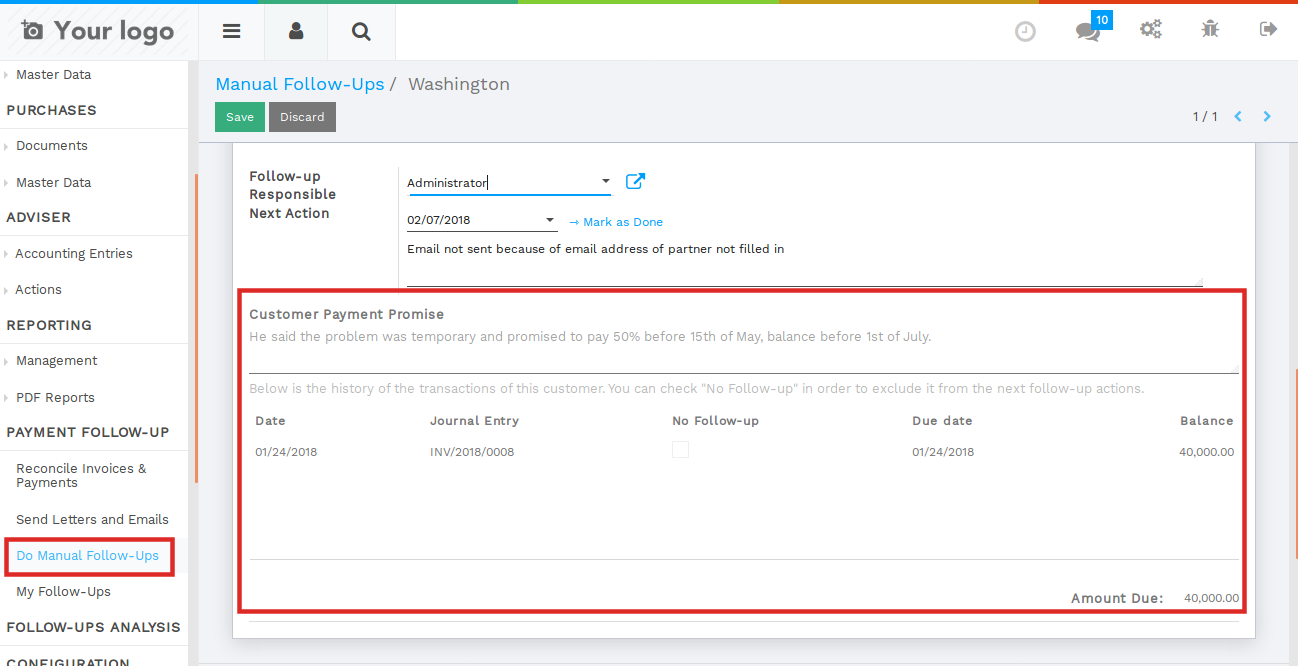 Your logo
10
Master Data
PURCHASES
Documents
Master Data
ADVISER
Accounting Entries
Actions
REPORTING
Management
PDF Reports
PAYMENT FOLLOW-UP
Reconcile Invoices &
Payments
Send Letters and Emails
Do Manual Follow-Ups
My Follow-Ups
FOLLOW-UPS ANALYSIS
CONFIGURATION
Manual Follow-Ups / Washington
Save Discard 1 / 1
Follow-up
Responsible
Administrator
Next Action
02/07/2018 → Mark as Done
Email not sent because of email address of partner not filled in
Customer Payment Promise
He said the problem was temporary and promised to pay 50% before 15th of May, balance before 1st of July.
Below is the history of the transactions of this customer. You can check "No Follow-up" in order to exclude it from the next follow-up actions.
Date Journal Entry No Follow-up Due date Balance
01/24/2018 INV/2018/0008 01/24/2018 40,000.00
Amount Due: 40,000.00